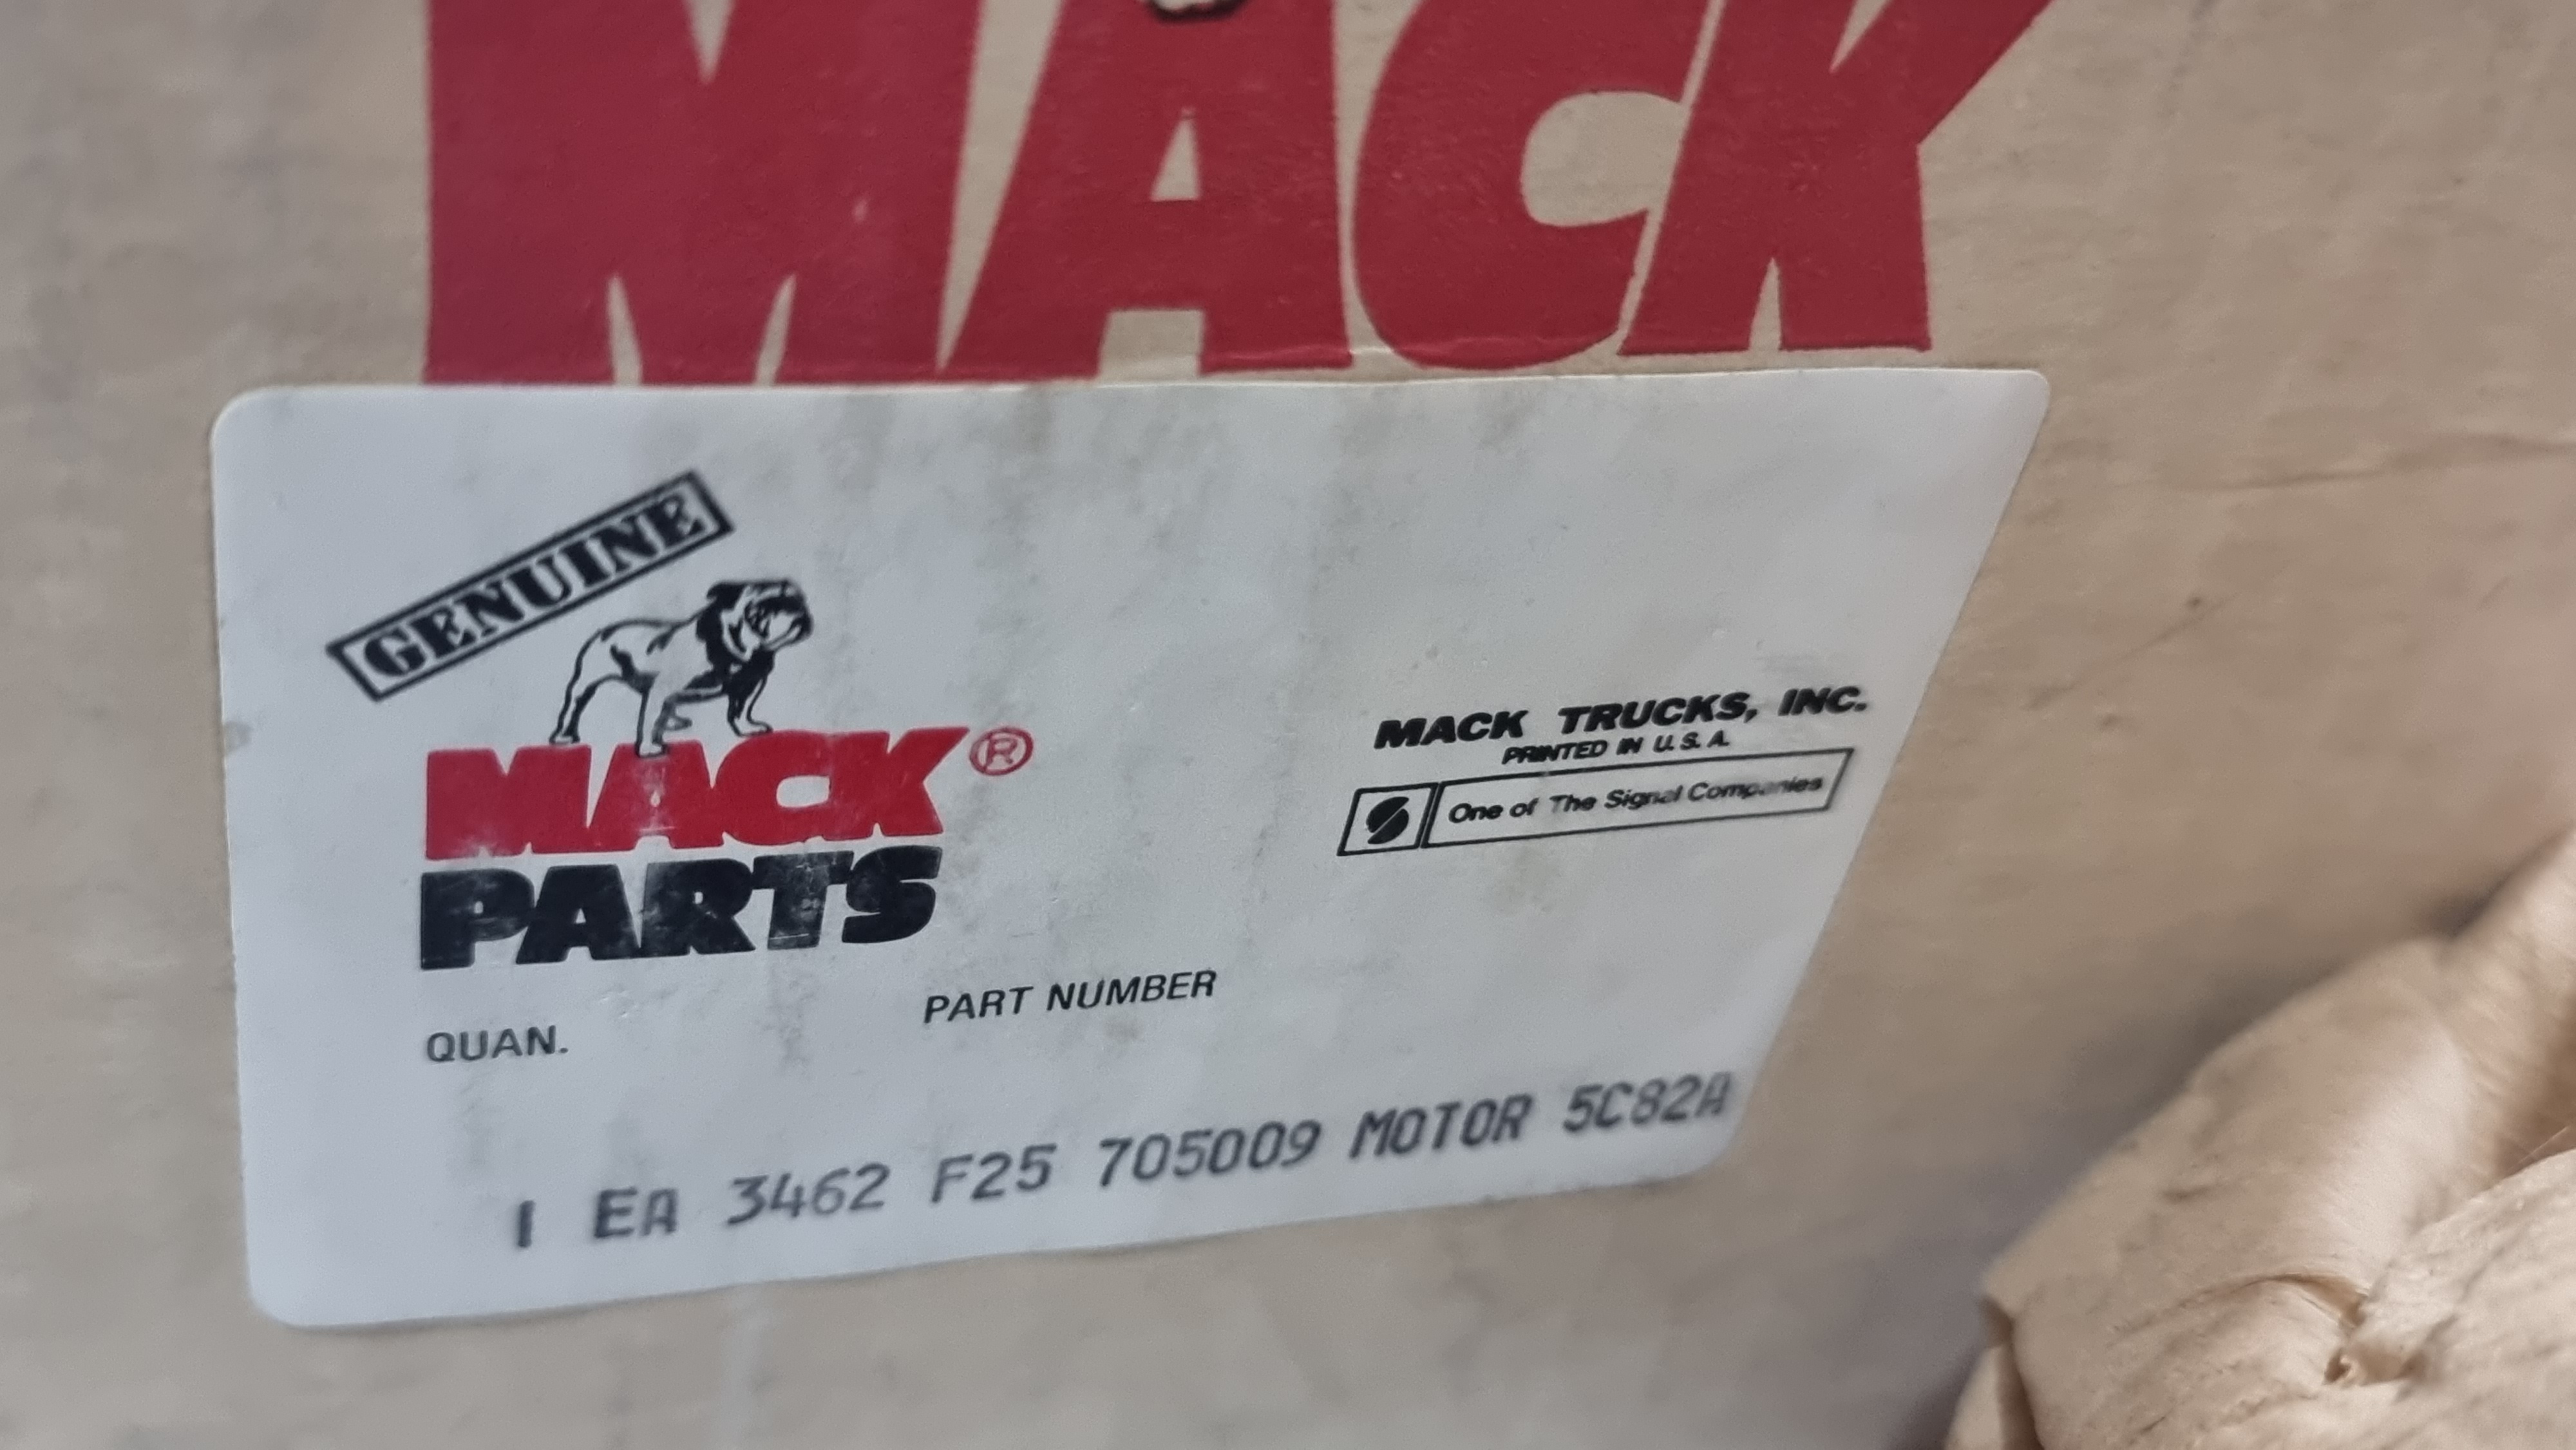 MACK
GENUINE
MACK®
PARTS
MACK TRUCKS, INC.
PRINTED IN U.S.A.
One of The Signal Companies
PART NUMBER
QUAN.
1 EA 3462 F25 705009 MOTOR 5C82A